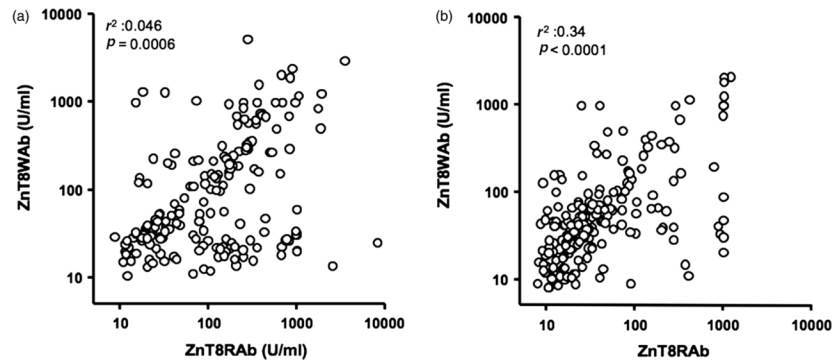 (a)
r² :0.046
p = 0.0006
10000
1000
100
10
ZnT8WAb (U/ml)
10 100 1000 10000
ZnT8RAb (U/ml)
(b)
r² :0.34
p < 0.0001
10000
1000
100
10
ZnT8WAb (U/ml)
10 100 1000 10000
ZnT8RAb